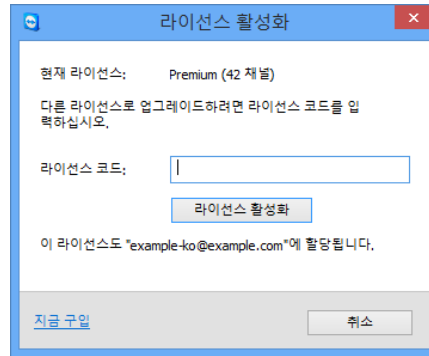 라이선스 활성화
현재 라이선스: Premium (42 채널)
다른 라이선스로 업그레이드하려면 라이선스 코드를 입
력하십시오.
라이선스 코드:
라이선스 활성화
이 라이선스도 "example-ko@example.com"에 할당됩니다.
지금 구입 취소